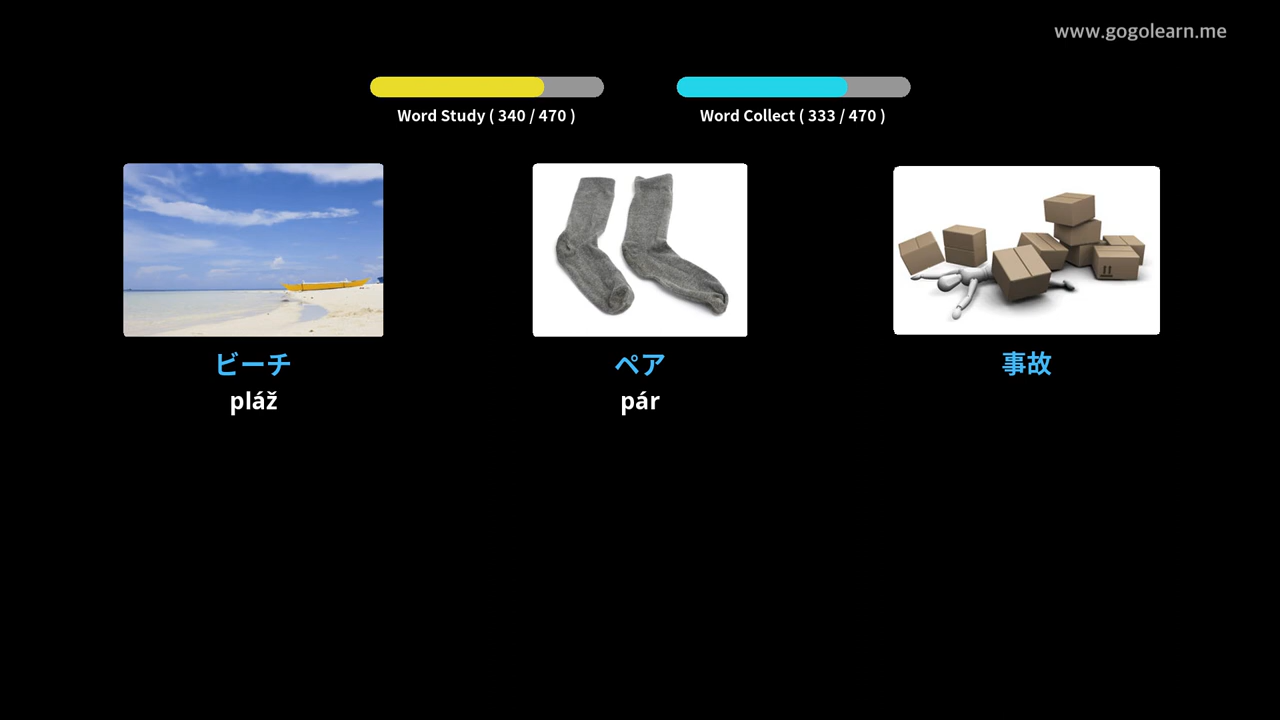 www.gogolearn.me
Word Study ( 340 / 470 )
Word Collect ( 333 / 470 )
ビーチ
pláž
ペア
pár
事故